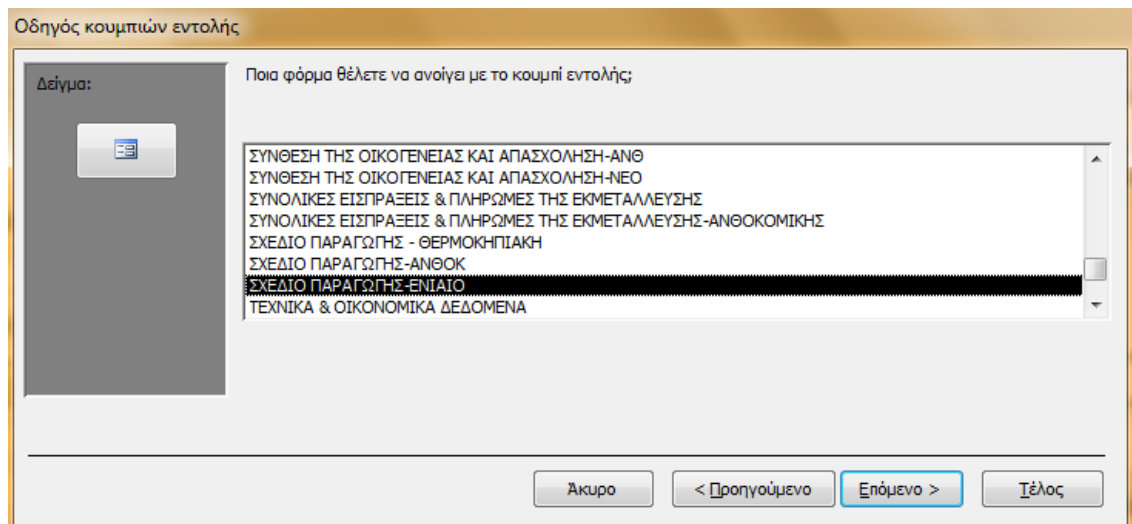 Οδηγός κουμπιών εντολής
Δείγμα:
Ποια φόρμα θέλετε να ανοίγει με το κουμπί εντολής;
ΣΥΝΘΕΣΗ ΤΗΣ ΟΙΚΟΓΕΝΕΙΑΣ ΚΑΙ ΑΠΑΣΧΟΛΗΣΗ-ΑΝΘ
ΣΥΝΘΕΣΗ ΤΗΣ ΟΙΚΟΓΕΝΕΙΑΣ ΚΑΙ ΑΠΑΣΧΟΛΗΣΗ-ΝΕΟ
ΣΥΝΟΛΙΚΕΣ ΕΙΣΠΡΑΞΕΙΣ & ΠΛΗΡΩΜΕΣ ΤΗΣ ΕΚΜΕΤΑΛΛΕΥΣΗΣ
ΣΥΝΟΛΙΚΕΣ ΕΙΣΠΡΑΞΕΙΣ & ΠΛΗΡΩΜΕΣ ΤΗΣ ΕΚΜΕΤΑΛΛΕΥΣΗΣ-ΑΝΘΟΚΟΜΙΚΗΣ
ΣΧΕΔΙΟ ΠΑΡΑΓΩΓΗΣ - ΘΕΡΜΟΚΗΠΙΑΚΗ
ΣΧΕΔΙΟ ΠΑΡΑΓΩΓΗΣ-ΑΝΘΟΚ
ΣΧΕΔΙΟ ΠΑΡΑΓΩΓΗΣ-ΕΝΙΑΙΟ
ΤΕΧΝΙΚΑ & ΟΙΚΟΝΟΜΙΚΑ ΔΕΔΟΜΕΝΑ
Άκυρο
< Προηγούμενο
Επόμενο >
Τέλος